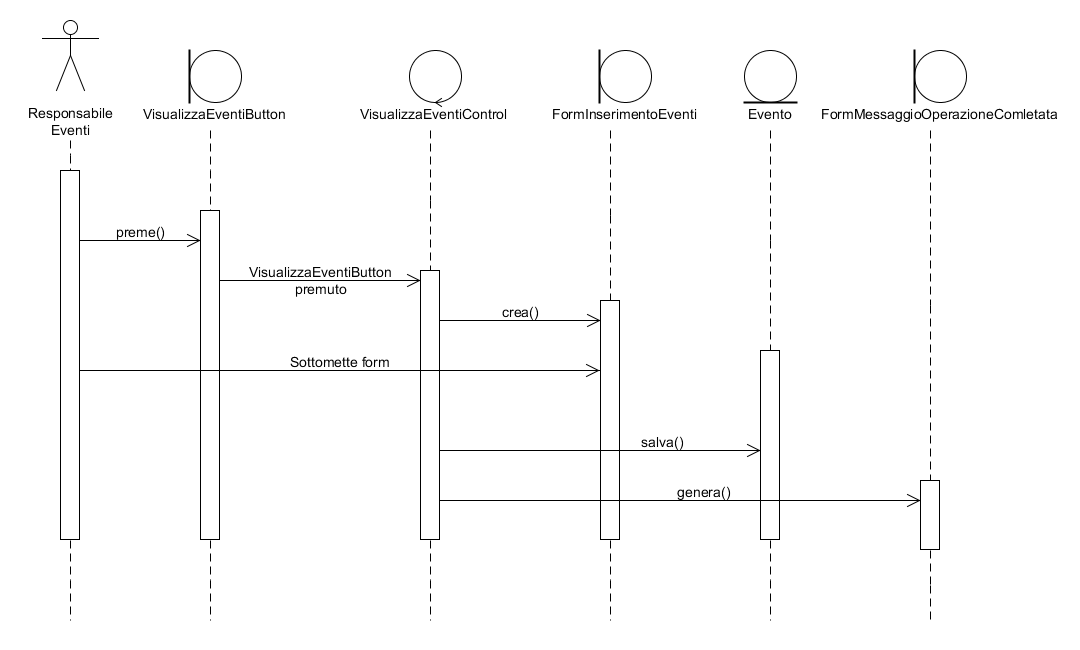 Responsabile
Eventi
VisualizzaEventiButton
VisualizzaEventiControl
FormInserimentoEventi
Evento
FormMessaggioOperazioneComletata
preme()
VisualizzaEventiButton
premuto
crea()
Sottomette form
salva()
genera()